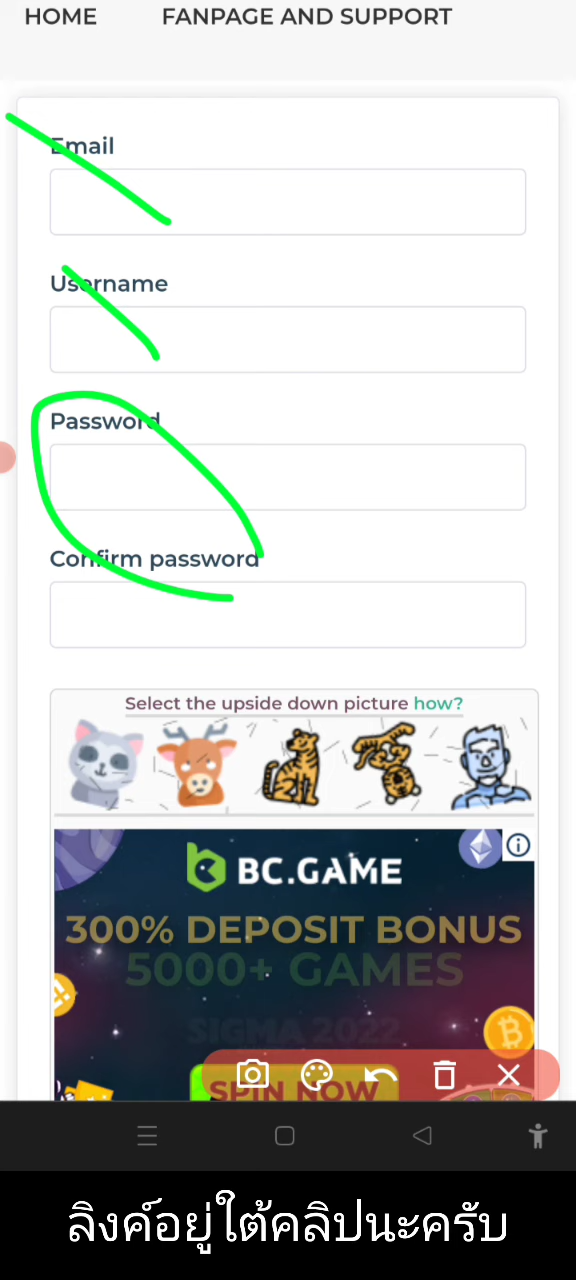 HOME FANPAGE AND SUPPORT
Email
Username
Password
Confirm password
Select the upside down picture how?
BC.GAME
300% DEPOSIT BONUS
5000+ GAMES
SIGMA 2022
SPIN NOW
ลิงค์อยู่ใต้คลิปนะครับ